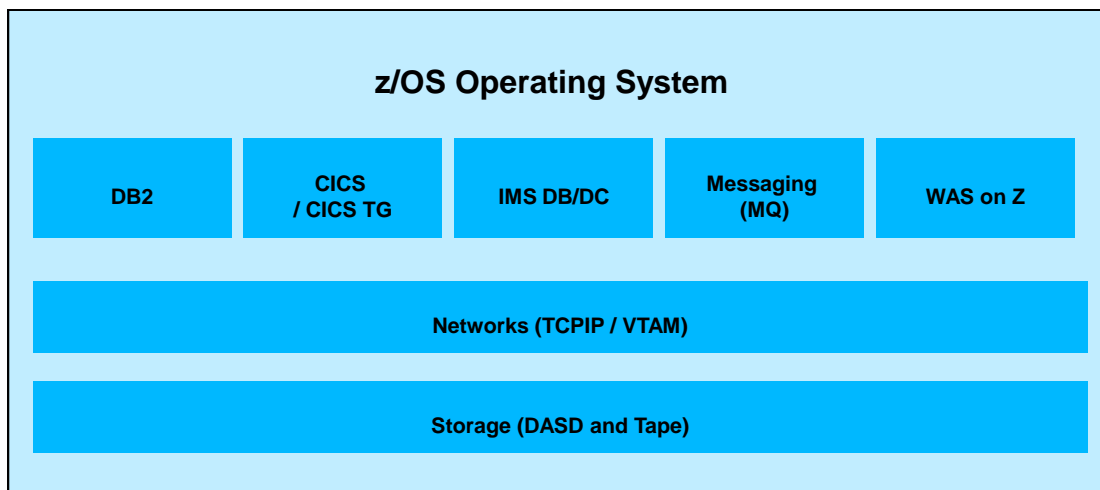 z/OS Operating System
DB2
CICS
/ CICS TG
IMS DB/DC
Messaging
(MQ)
WAS on Z
Networks (TCPIP / VTAM)
Storage (DASD and Tape)